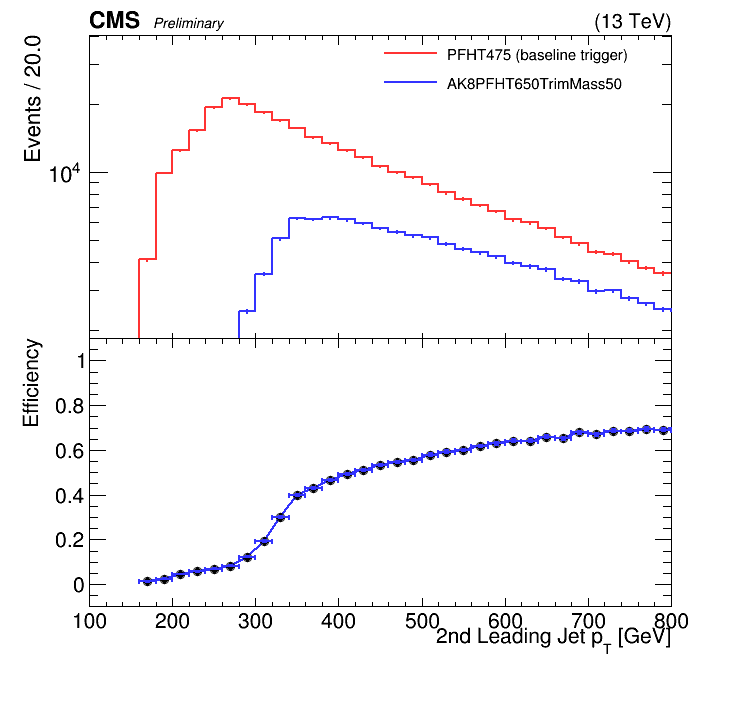 CMS Preliminary (13 TeV)
Events / 20.0
10^4
PFHT475 (baseline trigger)
AK8PFHT650TrimMass50
Efficiency
1
0.8
0.6
0.4
0.2
0
100 200 300 400 500 600 700 800
2nd Leading Jet p_T [GeV]